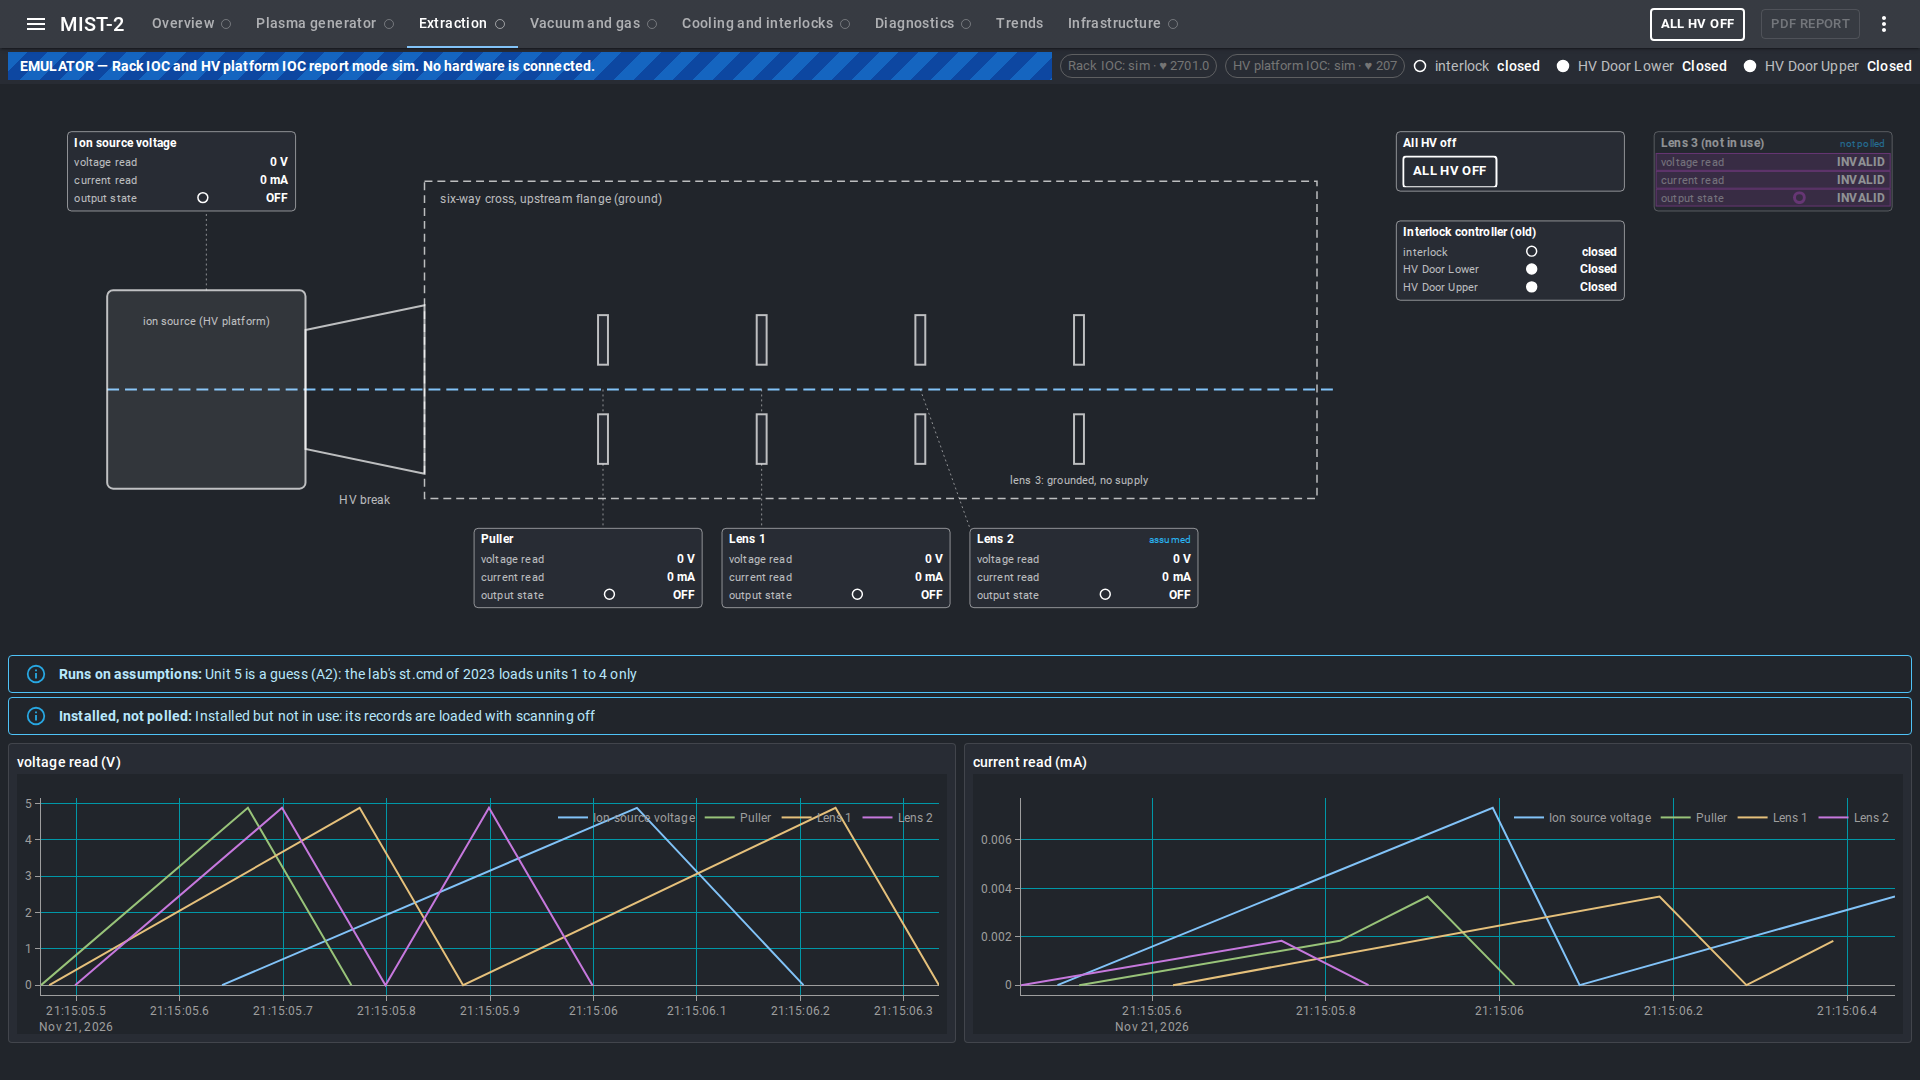 MIST-2 Overview Plasma generator Extraction Vacuum and gas Cooling and interlocks Diagnostics Trends Infrastructure ALL HV OFF PDF REPORT
EMULATOR — Rack IOC and HV platform IOC report mode sim. No hardware is connected. Rack IOC: sim · ♥ 2701.0 HV platform IOC: sim · ♥ 207 interlock closed HV Door Lower Closed HV Door Upper Closed
Ion source voltage
voltage read 0 V
current read 0 mA
output state OFF
six-way cross, upstream flange (ground)
All HV off
ALL HV OFF
Lens 3 (not in use) not polled
voltage read INVALID
current read INVALID
output state INVALID
Interlock controller (old)
interlock closed
HV Door Lower Closed
HV Door Upper Closed
ion source (HV platform)
HV break
lens 3: grounded, no supply
Puller
voltage read 0 V
current read 0 mA
output state OFF
Lens 1
voltage read 0 V
current read 0 mA
output state OFF
Lens 2 assumed
voltage read 0 V
current read 0 mA
output state OFF
Runs on assumptions: Unit 5 is a guess (A2): the lab's st.cmd of 2023 loads units 1 to 4 only
Installed, not polled: Installed but not in use: its records are loaded with scanning off
voltage read (V)
Ion source voltage Puller Lens 1 Lens 2
5
4
3
2
1
0
21:15:05.5 21:15:05.6 21:15:05.7 21:15:05.8 21:15:05.9 21:15:06 21:15:06.1 21:15:06.2 21:15:06.3
Nov 21, 2026
current read (mA)
Ion source voltage Puller Lens 1 Lens 2
0.006
0.004
0.002
0
21:15:05.6 21:15:05.8 21:15:06 21:15:06.2 21:15:06.4
Nov 21, 2026